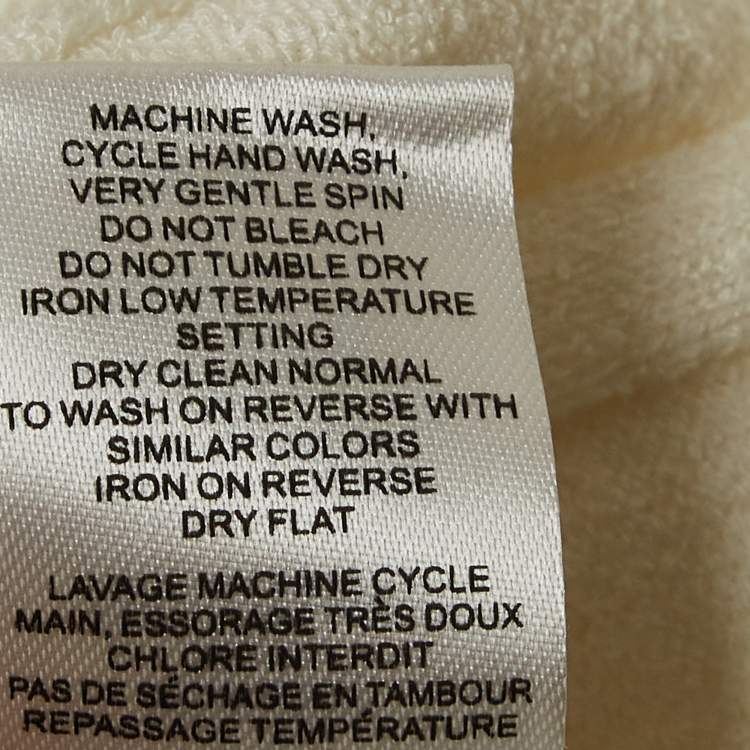 MACHINE WASH,
CYCLE HAND WASH,
VERY GENTLE SPIN
DO NOT BLEACH
DO NOT TUMBLE DRY
IRON LOW TEMPERATURE
SETTING
DRY CLEAN NORMAL
TO WASH ON REVERSE WITH
SIMILAR COLORS
IRON ON REVERSE
DRY FLAT
LAVAGE MACHINE CYCLE
MAIN, ESSORAGE TRÈS DOUX
CHLORE INTERDIT
PAS DE SÉCHAGE EN TAMBOUR
REPASSAGE TEMPÉRATURE